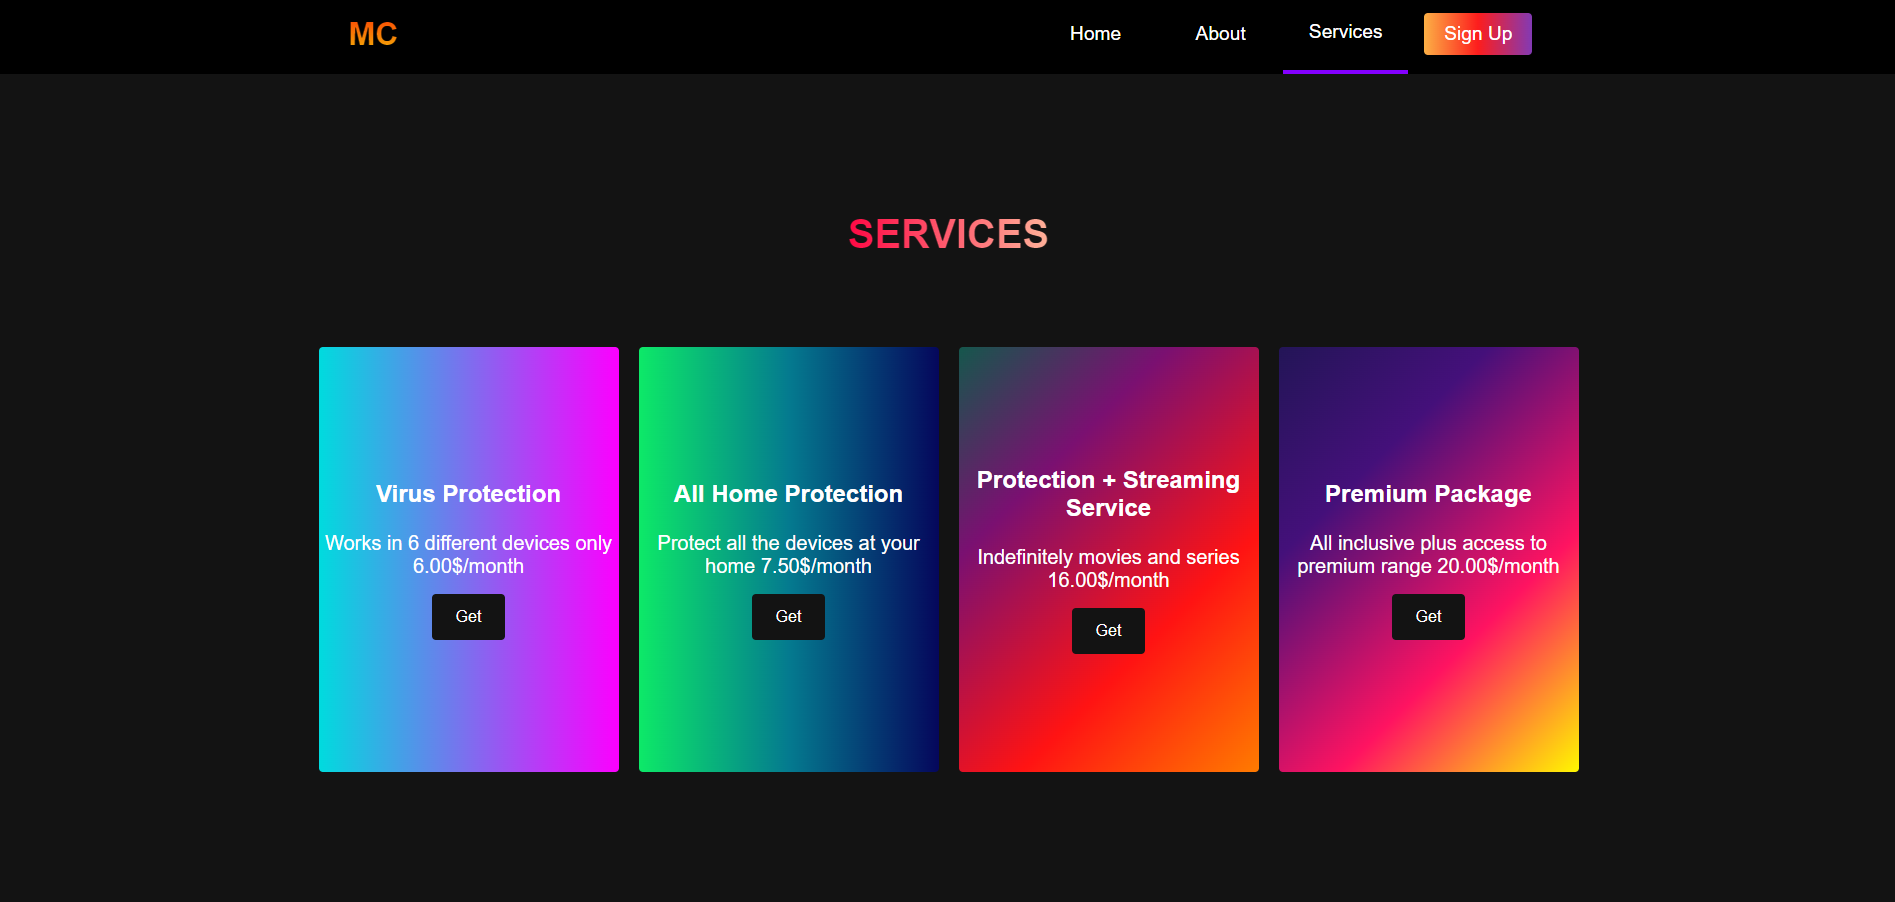 MC
Home
About
Services
Sign Up
SERVICES
Virus Protection
Works in 6 different devices only
6.00$/month
Get
All Home Protection
Protect all the devices at your
home 7.50$/month
Get
Protection + Streaming
Service
Indefinitely movies and series
16.00$/month
Get
Premium Package
All inclusive plus access to
premium range 20.00$/month
Get